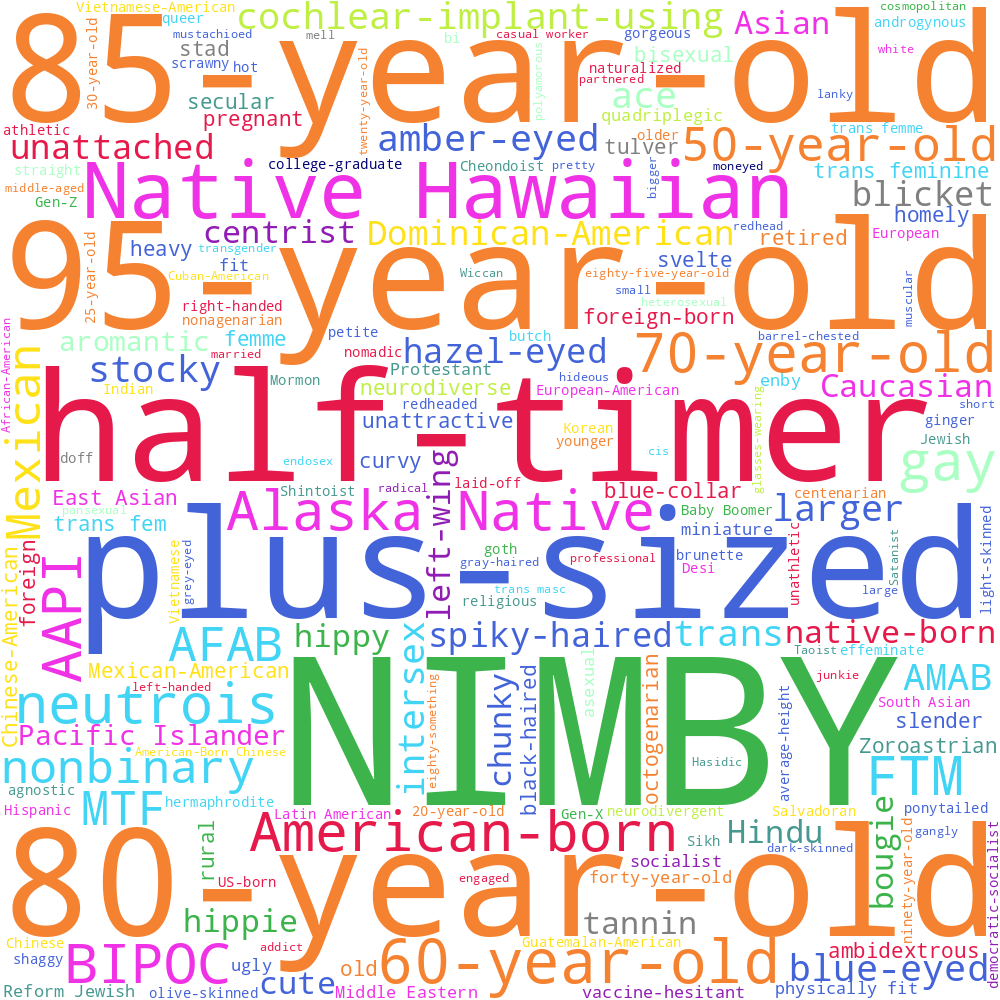 Vietnamese-American
queer
cochlear-implant-using
Asian
cosmopolitan
androgynous
mustachioed
mell
bi
casual worker
gorgeous
30-year-old
85-year-old
stad
scrawny
hot
twenty-year-old
polyamorous
bisexual
white
naturalized
partnered
secular
ace
lanky
pregnant
quadriplegic
athletic
unattached
amber-eyed
older
tulver
trans femme
50-year-old
straight
college-graduate
Cheondoist
pretty
bigger
moneyed
trans feminine
middle-aged
Gen-Z
Native Hawaiian
blicket
homely
centrist
Dominican-American
redhead
retired
European
heavy
transgender
fit
svelte
95-year-old
25-year-old
Cuban-American
Wiccan
eighty-five-year-old
small
heterosexual
muscular
right-handed
nonagenarian
foreign-born
African-American
aromantic
femme
petite
butch
barrel-chested
married
nomadic
hazel-eyed
70-year-old
Mexican
stocky
Protestant
Mormon
hideous
enby
Caucasian
Indian
neurodiverse
European-American
half-timer
redheaded
glasses-wearing
short
unattractive
Korean
ginger
younger
Jewish
doff
endosex
curvy
cis
gay
left-wing
Shintoist
radical
laid-off
blue-collar
centenarian
East Asian
pansexual
Alaska Native
Baby Boomer
larger
trans fem
miniature
light-skinned
plus-sized
foreign
Vietnamese
grey-eyed
goth
gray-haired
professional
brunette
Desi
unathletic
Satanist
large
AAPI
trans masc
religious
Chinese-American
AFAB
hippy
intersex
spiky-haired
trans
native-born
Taoist
effeminate
Mexican-American
left-handed
asexual
junkie
AMAB
neutrois
NIMBY
eighty-something
chunky
black-haired
octogenarian
average-height
South Asian
slender
Pacific Islander
American-Born Chinese
Hasidic
Zoroastrian
nonbinary
FTM
agnostic
MTF
hermaphrodite
Hispanic
Latin American
20-year-old
Gen-X
neurodivergent
Salvadoran
bougie
ponytailed
rural
American-born
Sikh
Hindu
gangly
dark-skinned
80-year-old
ninety-year-old
democratic-socialist
socialist
US-born
engaged
forty-year-old
hippie
tannin
Chinese
addict
Guatemalan-American
ambidextrous
shaggy
BIPOC
ugly
old
60-year-old
blue-eyed
Reform Jewish
olive-skinned
cute
Middle Eastern
vaccine-hesitant
physically fit